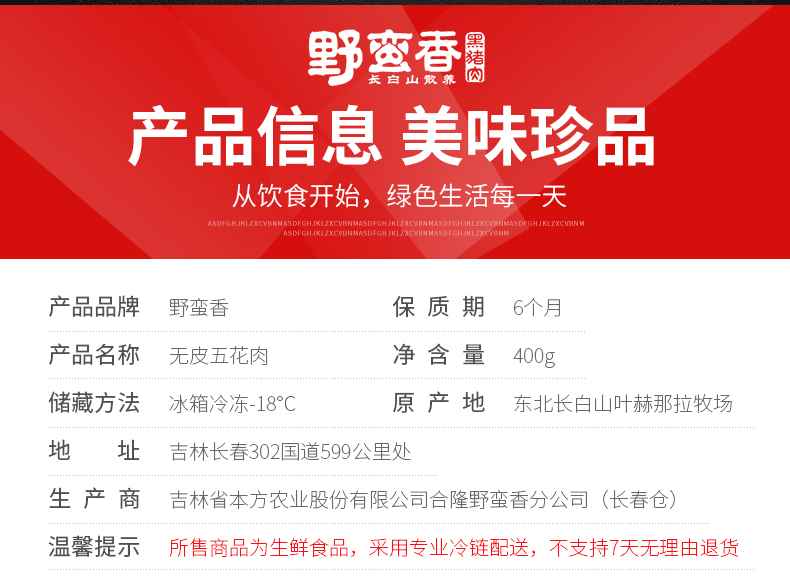 野蛮香 黑猪肉
长白山散养
产品信息 美味珍品
从饮食开始，绿色生活每一天
ASDFGHJKLZXCVBNMASDFGHJKLZXCVBNMASDFGHJKLZXCVBNMASDFGHJKLZXCVBNM
ASDFGHJKLZXCVBNMASDFGHJKLZXCVBNMASDFGHJKLZXCVBNM
产品品牌 野蛮香 保质期 6个月
产品名称 无皮五花肉 净含量 400g
储藏方法 冰箱冷冻-18℃ 原产地 东北长白山叶赫那拉牧场
地址 吉林长春302国道599公里处
生产商 吉林省本方农业股份有限公司合隆野蛮香分公司（长春仓）
温馨提示 所售商品为生鲜食品，采用专业冷链配送，不支持7天无理由退货